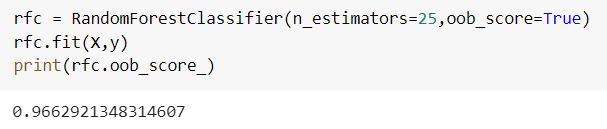 rfc = RandomForestClassifier(n_estimators=25,oob_score=True)
rfc.fit(X,y)
print(rfc.oob_score_)
0.9662921348314607